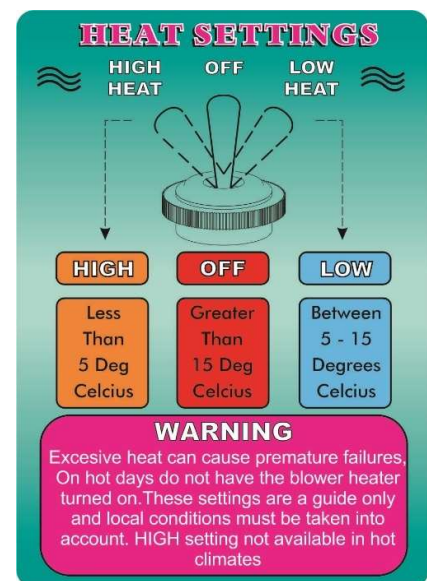 HEAT SETTINGS
HIGH HEAT
OFF
LOW HEAT
HIGH
OFF
LOW
Less
Than
5 Deg
Celcius
Greater
Than
15 Deg
Celcius
Between
5 - 15
Degrees
Celcius
WARNING
Excesive heat can cause premature failures,
On hot days do not have the blower heater
turned on.These settings are a guide only
and local conditions must be taken into
account. HIGH setting not available in hot
climates